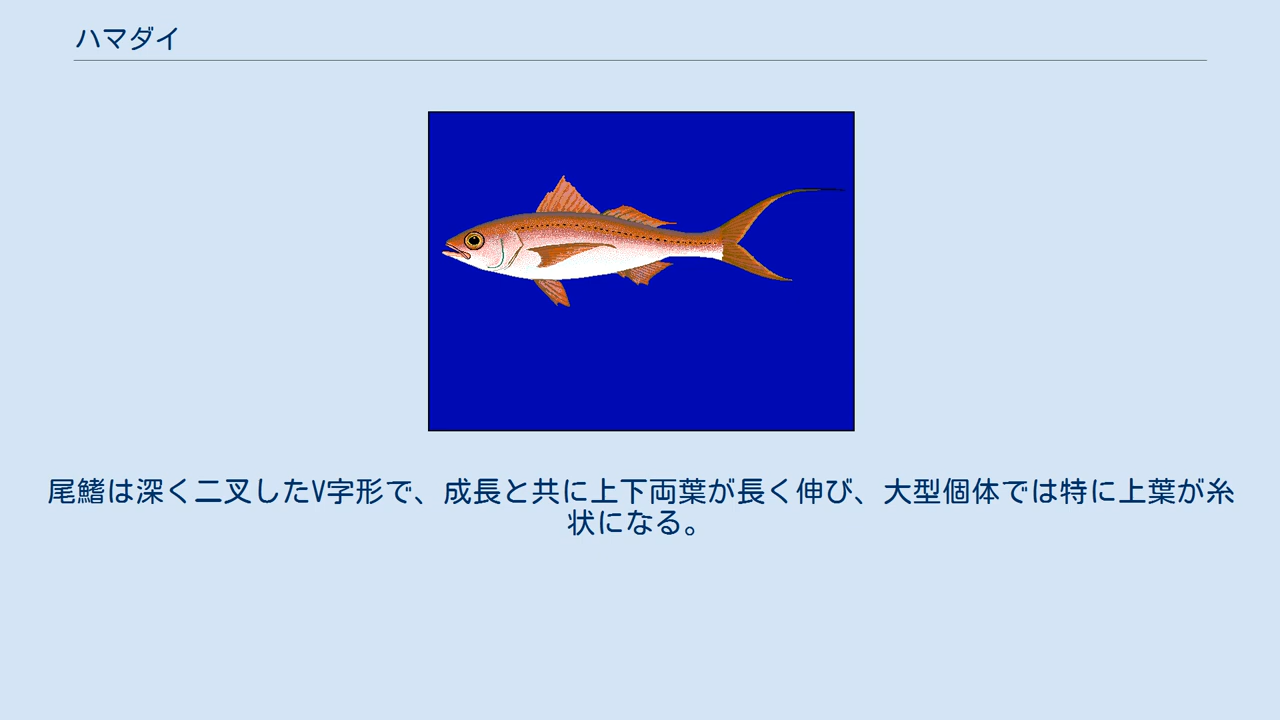 ハマダイ
尾鰭は深く二叉したV字形で、成長と共に上下両葉が長く伸び、大型個体では特に上葉が糸
状になる。